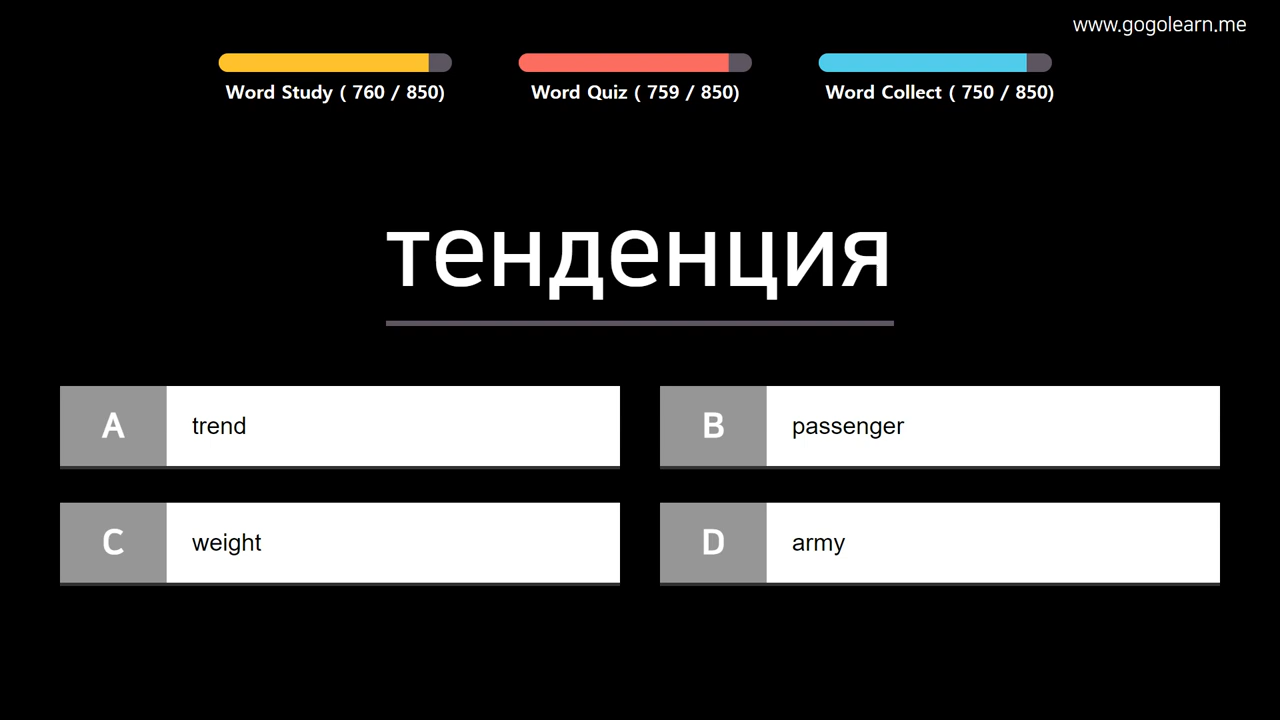 www.gogolearn.me
Word Study ( 760 / 850)
Word Quiz ( 759 / 850)
Word Collect ( 750 / 850)
тенденция
A trend
B passenger
C weight
D army